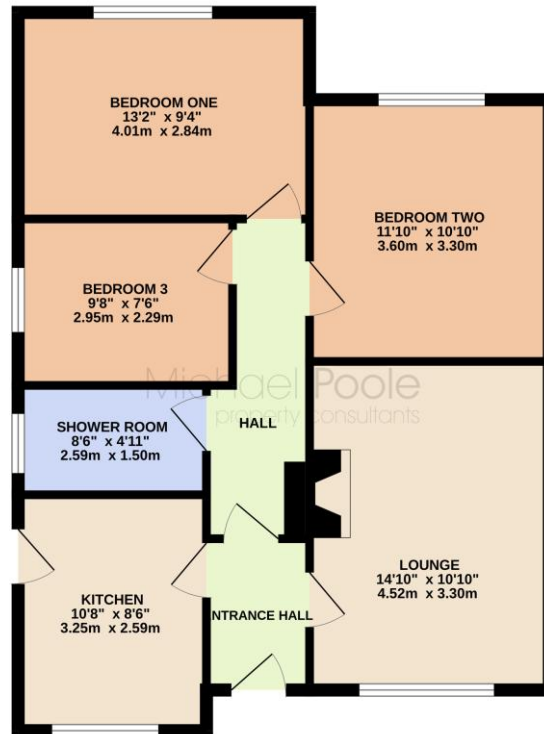 BEDROOM ONE
13'2" x 9'4"
4.01m x 2.84m
BEDROOM TWO
11'10" x 10'10"
3.60m x 3.30m
BEDROOM 3
9'8" x 7'6"
2.95m x 2.29m
Michael Poole
property consultants
SHOWER ROOM
8'6" x 4'11"
2.59m x 1.50m
HALL
LOUNGE
14'10" x 10'10"
4.52m x 3.30m
KITCHEN
10'8" x 8'6"
3.25m x 2.59m
NTRANCE HALL